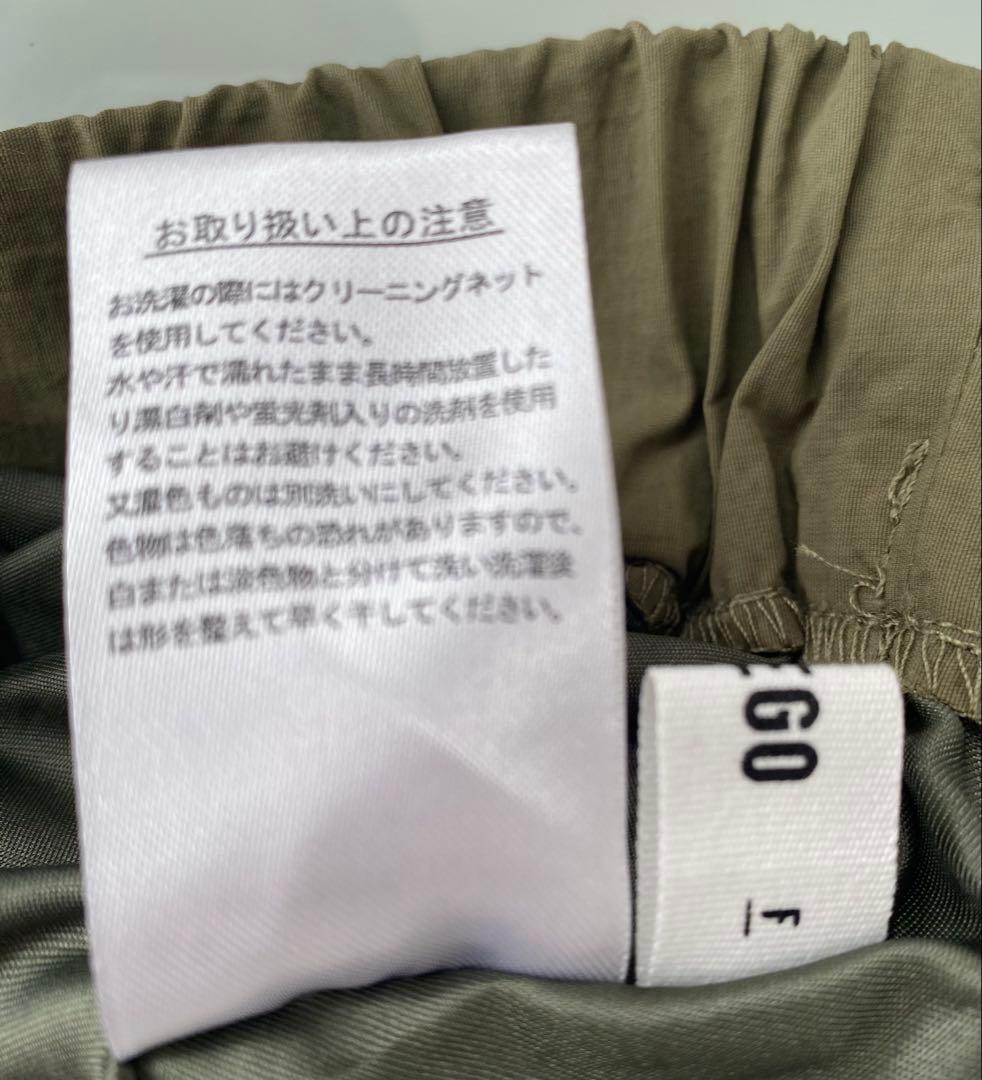 お取り扱い上の注意
お洗濯の際にはクリーニングネット
を使用してください。
水や汗で濡れたまま長時間放置した
り漂白剤や蛍光剤入りの洗剤を使用
することはお避けください。
又濃色ものは別洗いにしてください。
色物は色落ちの恐れがありますので、
白または淡色物と分けて洗い洗濯後
は形を整えて早く干してください。
EGO
F